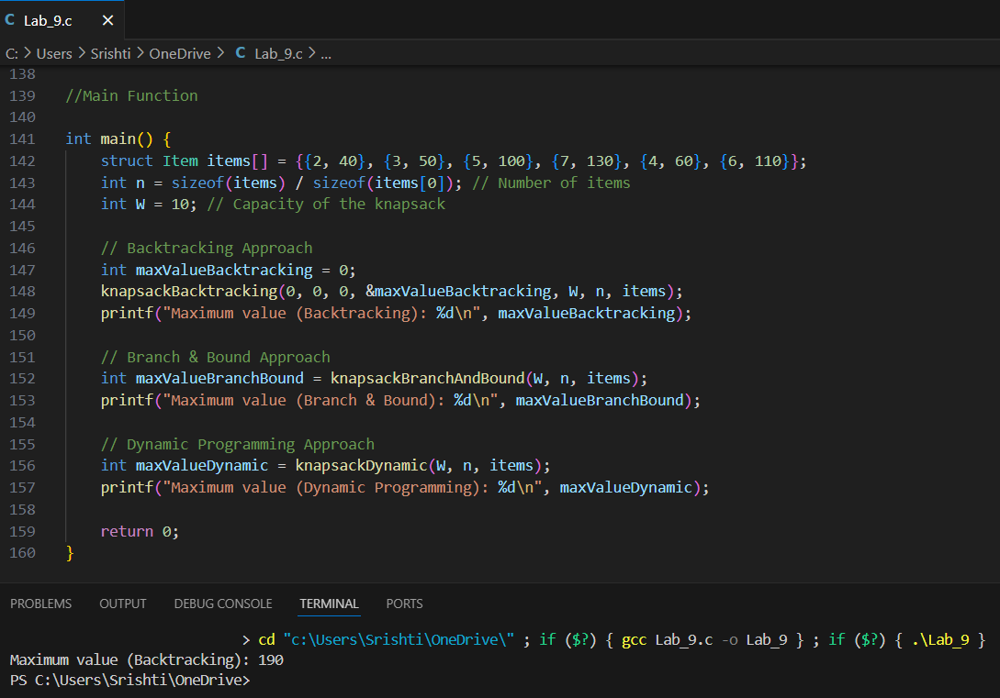 C Lab_9.c ✕
C: > Users > Srishti > OneDrive > C Lab_9.c > ...
138
139 //Main Function
140
141 int main() {
142     struct Item items[] = {{2, 40}, {3, 50}, {5, 100}, {7, 130}, {4, 60}, {6, 110}};
143     int n = sizeof(items) / sizeof(items[0]); // Number of items
144     int W = 10; // Capacity of the knapsack
145
146     // Backtracking Approach
147     int maxValueBacktracking = 0;
148     knapsackBacktracking(0, 0, 0, &maxValueBacktracking, W, n, items);
149     printf("Maximum value (Backtracking): %d\n", maxValueBacktracking);
150
151     // Branch & Bound Approach
152     int maxValueBranchBound = knapsackBranchAndBound(W, n, items);
153     printf("Maximum value (Branch & Bound): %d\n", maxValueBranchBound);
154
155     // Dynamic Programming Approach
156     int maxValueDynamic = knapsackDynamic(W, n, items);
157     printf("Maximum value (Dynamic Programming): %d\n", maxValueDynamic);
158
159     return 0;
160 }
PROBLEMS OUTPUT DEBUG CONSOLE TERMINAL PORTS
> cd "c:\Users\Srishti\OneDrive\" ; if ($?) { gcc Lab_9.c -o Lab_9 } ; if ($?) { .\Lab_9 }
Maximum value (Backtracking): 190
PS C:\Users\Srishti\OneDrive>